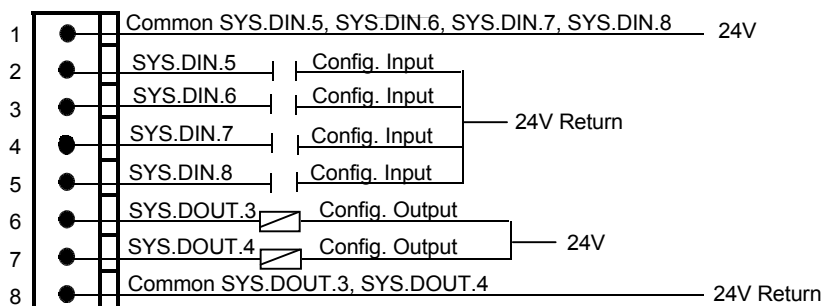 1 Common SYS.DIN.5, SYS.DIN.6, SYS.DIN.7, SYS.DIN.8 24V
2 SYS.DIN.5 Config. Input
3 SYS.DIN.6 Config. Input
24V Return
4 SYS.DIN.7 Config. Input
5 SYS.DIN.8 Config. Input
6 SYS.DOUT.3 Config. Output
24V
7 SYS.DOUT.4 Config. Output
8 Common SYS.DOUT.3, SYS.DOUT.4 24V Return